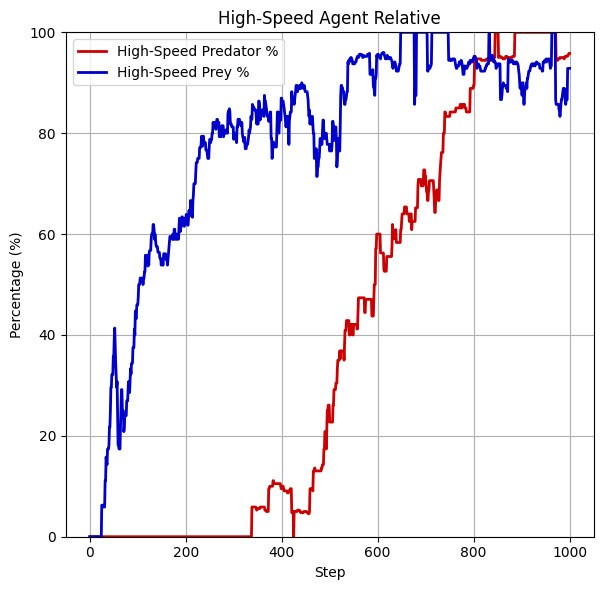 High-Speed Agent Relative
High-Speed Predator %
High-Speed Prey %
Percentage (%)
100
80
60
40
20
0
0 200 400 600 800 1000
Step